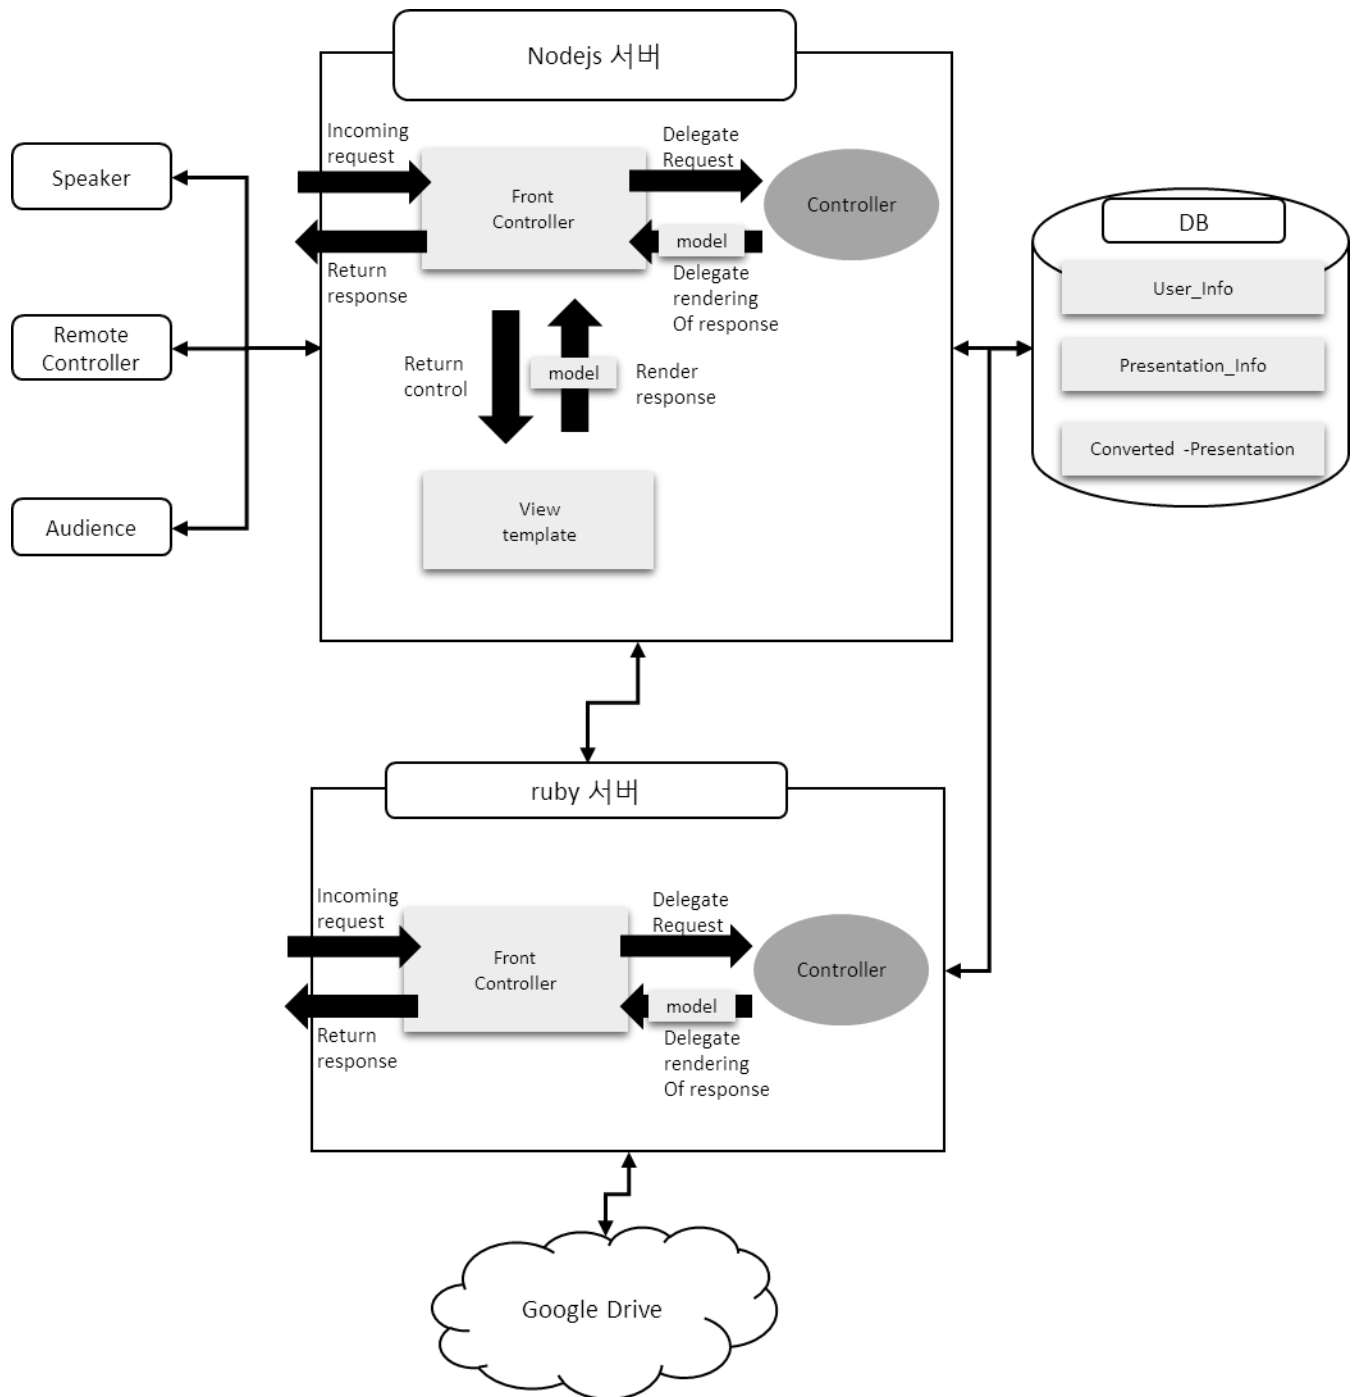 Nodejs 서버
Incoming
request
Delegate
Request
Speaker
Front
Controller
Controller
DB
model
Return
response
Delegate
rendering
Of response
User_Info
Remote
Controller
Return
control
model
Render
response
Presentation_Info
Converted -Presentation
Audience
View
template
ruby 서버
Incoming
request
Delegate
Request
Front
Controller
Controller
model
Return
response
Delegate
rendering
Of response
Google Drive